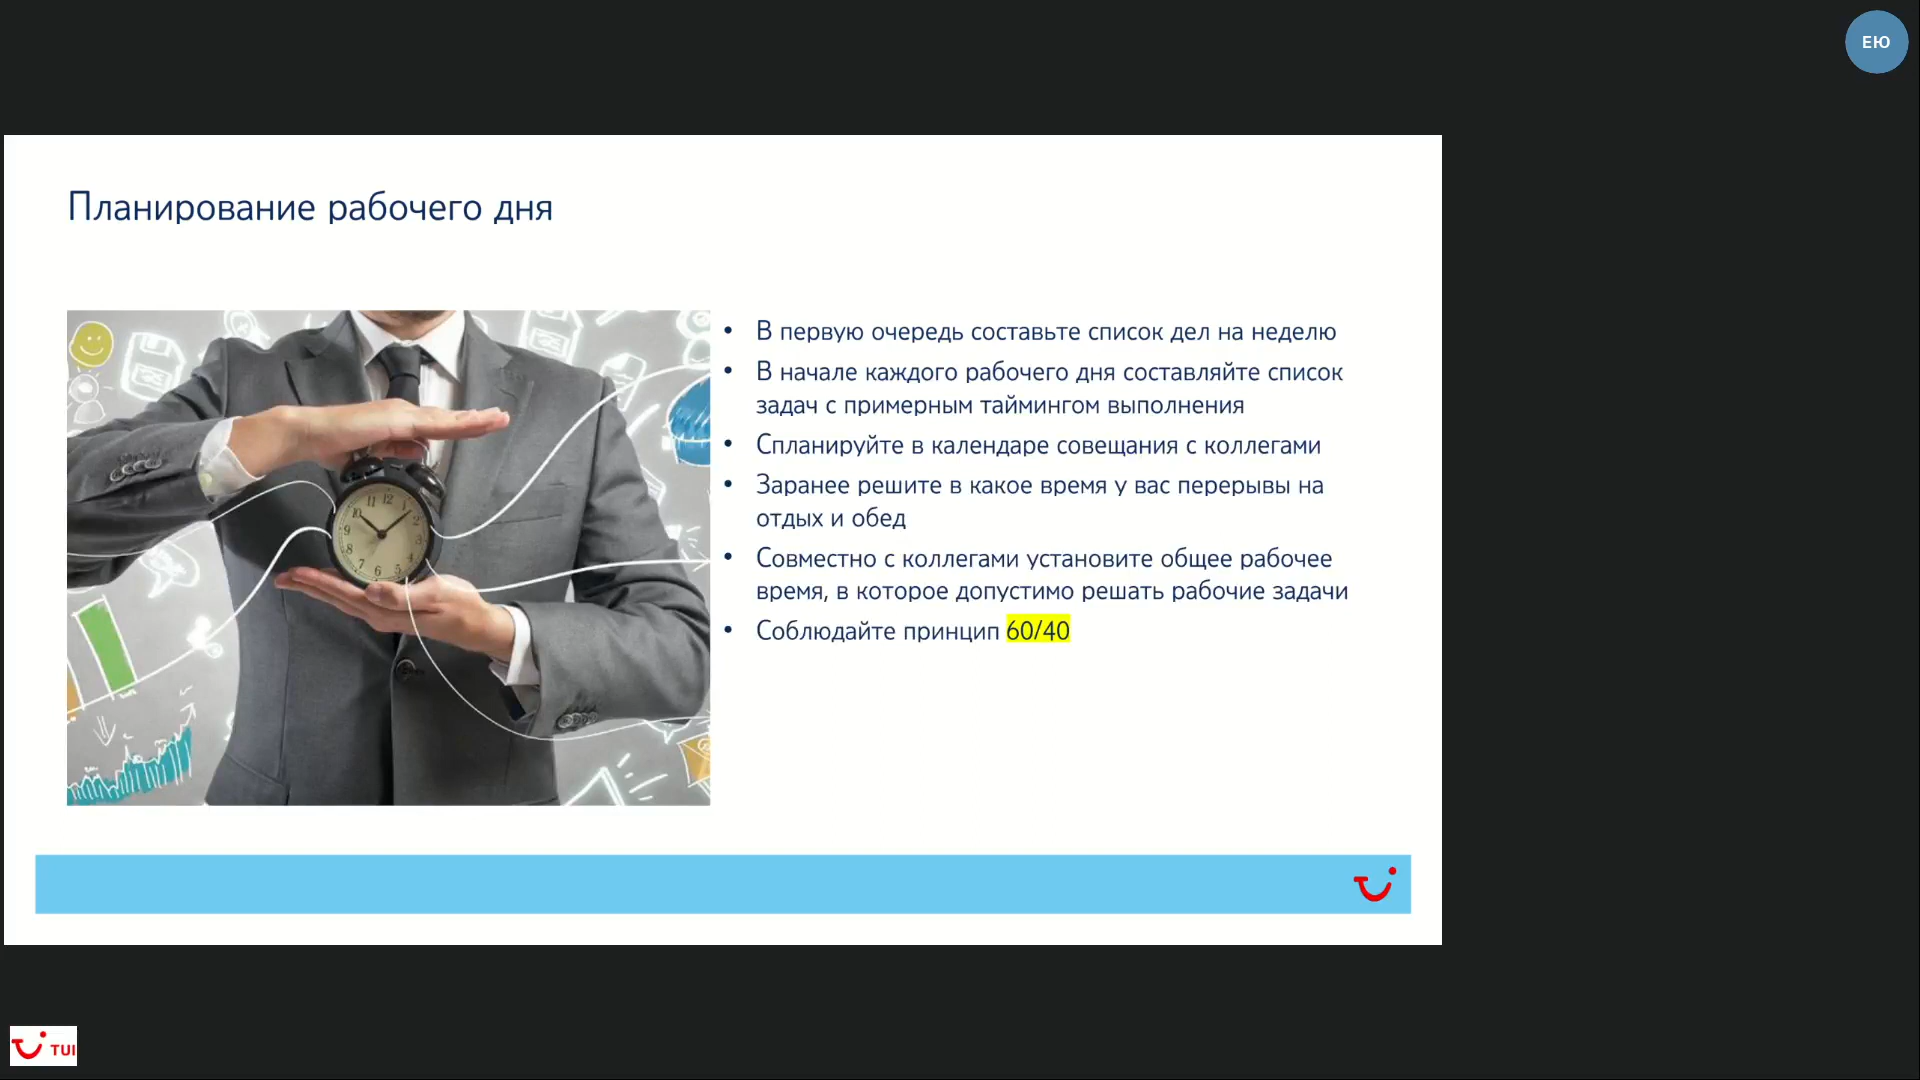 ЕЮ
Планирование рабочего дня
• В первую очередь составьте список дел на неделю
• В начале каждого рабочего дня составляйте список
задач с примерным таймингом выполнения
• Спланируйте в календаре совещания с коллегами
• Заранее решите в какое время у вас перерывы на
отдых и обед
• Совместно с коллегами установите общее рабочее
время, в которое допустимо решать рабочие задачи
• Соблюдайте принцип 60/40
TUI